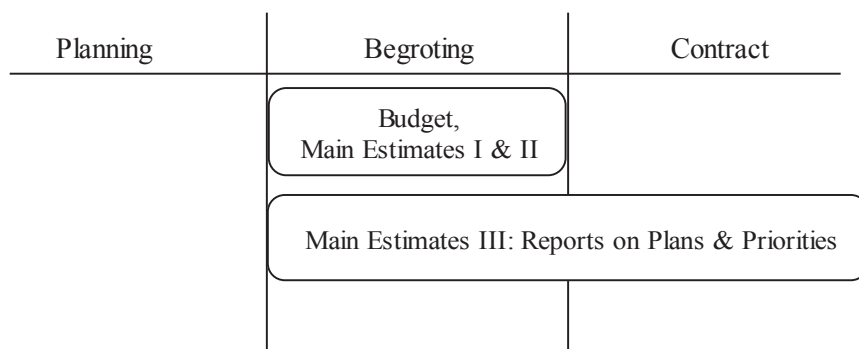 Planning Begroting Contract
Budget,
Main Estimates I & II
Main Estimates III: Reports on Plans & Priorities